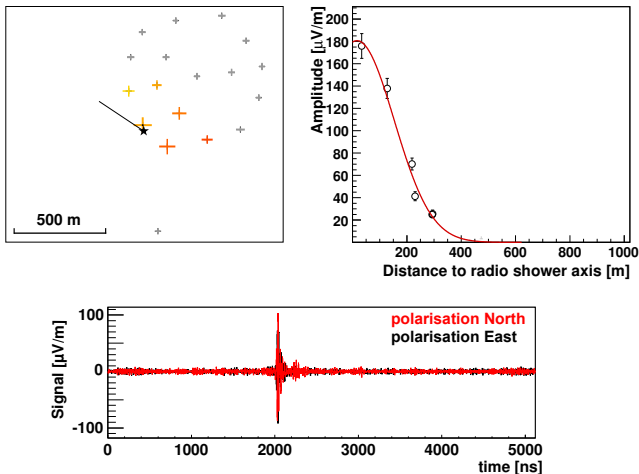 500 m
Amplitude [μV/m]
200
180
160
140
120
100
80
60
40
20
0 200 400 600 800 1000
Distance to radio shower axis [m]
Signal [μV/m]
100
0
-100
polarisation North
polarisation East
0 1000 2000 3000 4000 5000
time [ns]